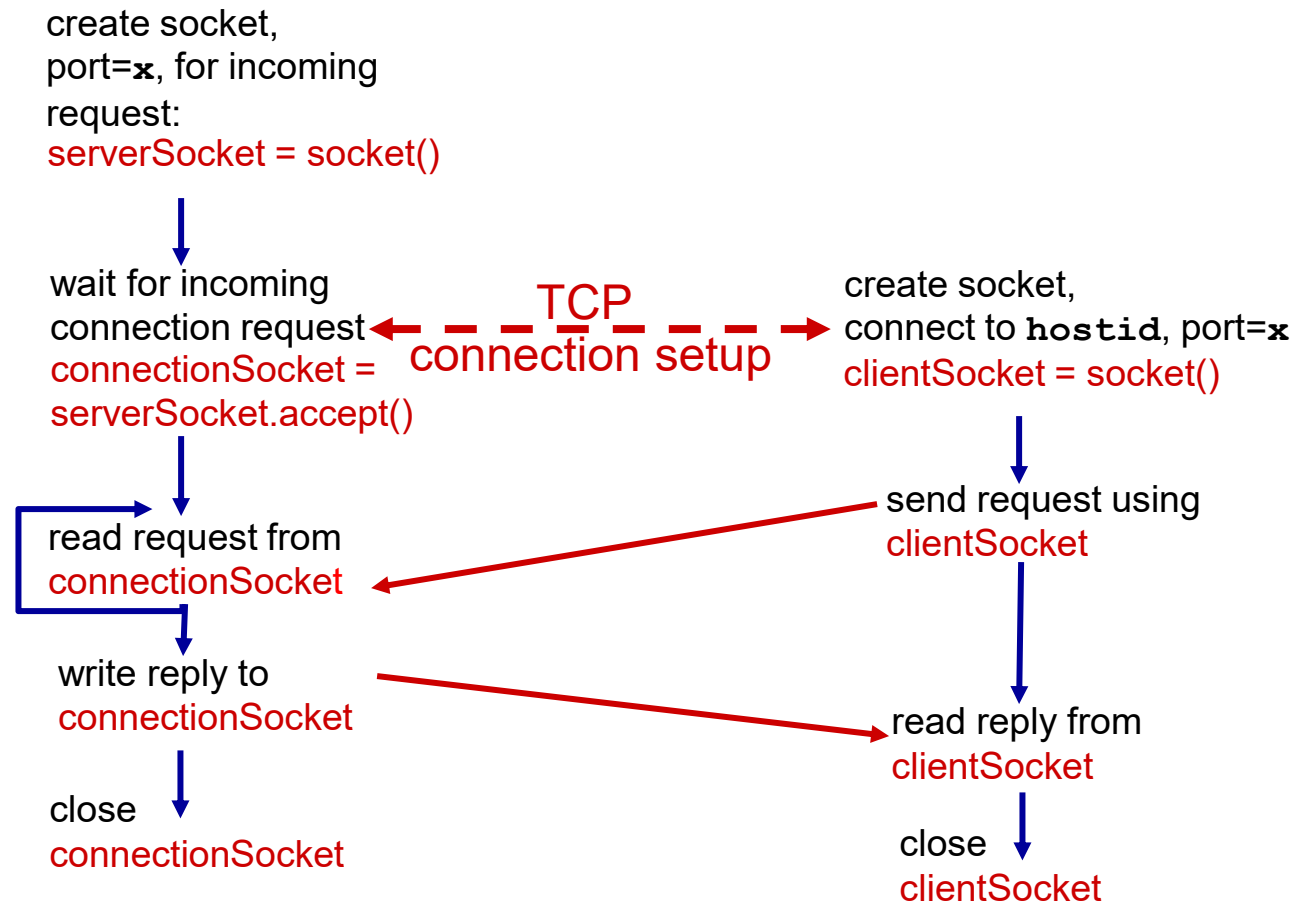 create socket,
port=x, for incoming
request:
serverSocket = socket()
wait for incoming
connection request
connectionSocket =
serverSocket.accept()
TCP
connection setup
create socket,
connect to hostid, port=x
clientSocket = socket()
read request from
connectionSocket
send request using
clientSocket
write reply to
connectionSocket
read reply from
clientSocket
close
connectionSocket
close
clientSocket